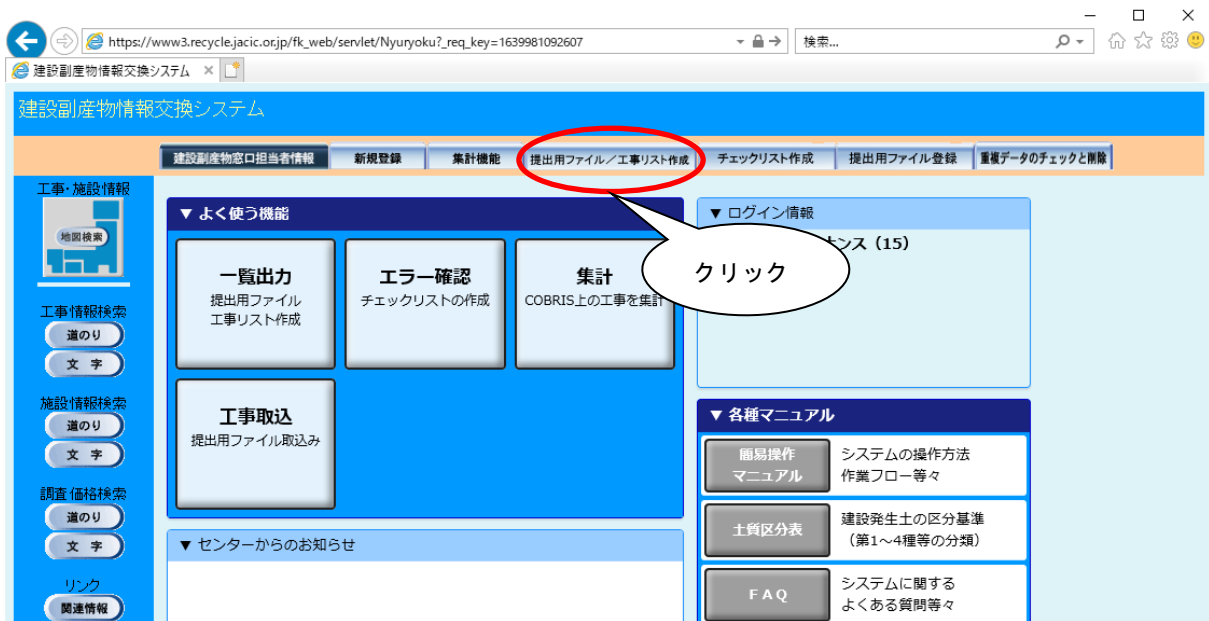 https://www3.recycle.jacic.or.jp/fk_web/servlet/Nyuryoku?_req_key=1639981092607
検索...
建設副産物情報交換システム
建設副産物情報交換システム
建設副産物窓口担当者情報 新規登録 集計機能 提出用ファイル／工事リスト作成 チェックリスト作成 提出用ファイル登録 重複データのチェックと削除
工事・施設情報
地図検索
工事情報検索
道のり
文 字
施設情報検索
道のり
文 字
調査価格検索
道のり
文 字
リンク
関連情報
▼ よく使う機能
一覧出力
提出用ファイル
工事リスト作成
エラー確認
チェックリストの作成
集計
COBRIS上の工事を集計
工事取込
提出用ファイル取込み
▼ センターからのお知らせ
クリック
▼ ログイン情報
ンス（15）
▼ 各種マニュアル
簡易操作
マニュアル
システムの操作方法
作業フロー等々
土質区分表
建設発生土の区分基準
（第1～4種等の分類）
ＦＡＱ
システムに関する
よくある質問等々